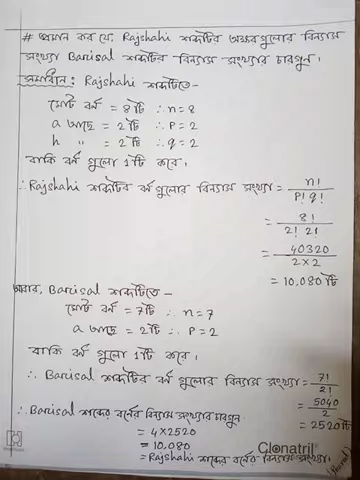 # প্রমান কর যে, Rajshahi শব্দটির অক্ষরগুলোর বিন্যাস
সংখ্যা Barisal শব্দটির বিন্যাস সংখ্যার চারগুন।
সমাধান: Rajshahi শব্দটিতে—
মোট বর্ণ = ৪টি ∴ n = 8
a আছে = 2টি ∴ P = 2
h " = 2টি ∴ q = 2
বাকি বর্ণ গুলো 1টি করে।
∴ Rajshahi শব্দটির বর্ণ গুলোর বিন্যাস সংখ্যা = n! / P! q!
= 8! / 2! 2!
= 40320 / 2×2
= 10,080টি
আবার, Barisal শব্দটিতে—
মোট বর্ণ = 7টি ∴ n = 7
a আছে = 2টি ∴ P = 2
বাকি বর্ণ গুলো 1টি করে।
∴ Barisal শব্দটির বর্ণ গুলোর বিন্যাস সংখ্যা = 7! / 2!
= 5040 / 2
= 2520টি
∴ Barisal শব্দের বর্নের বিন্যাস সংখ্যার চারগুন
= 4×2520
= 10,080
= Rajshahi শব্দের বর্নের বিন্যাস সংখ্যা।
Clonatril